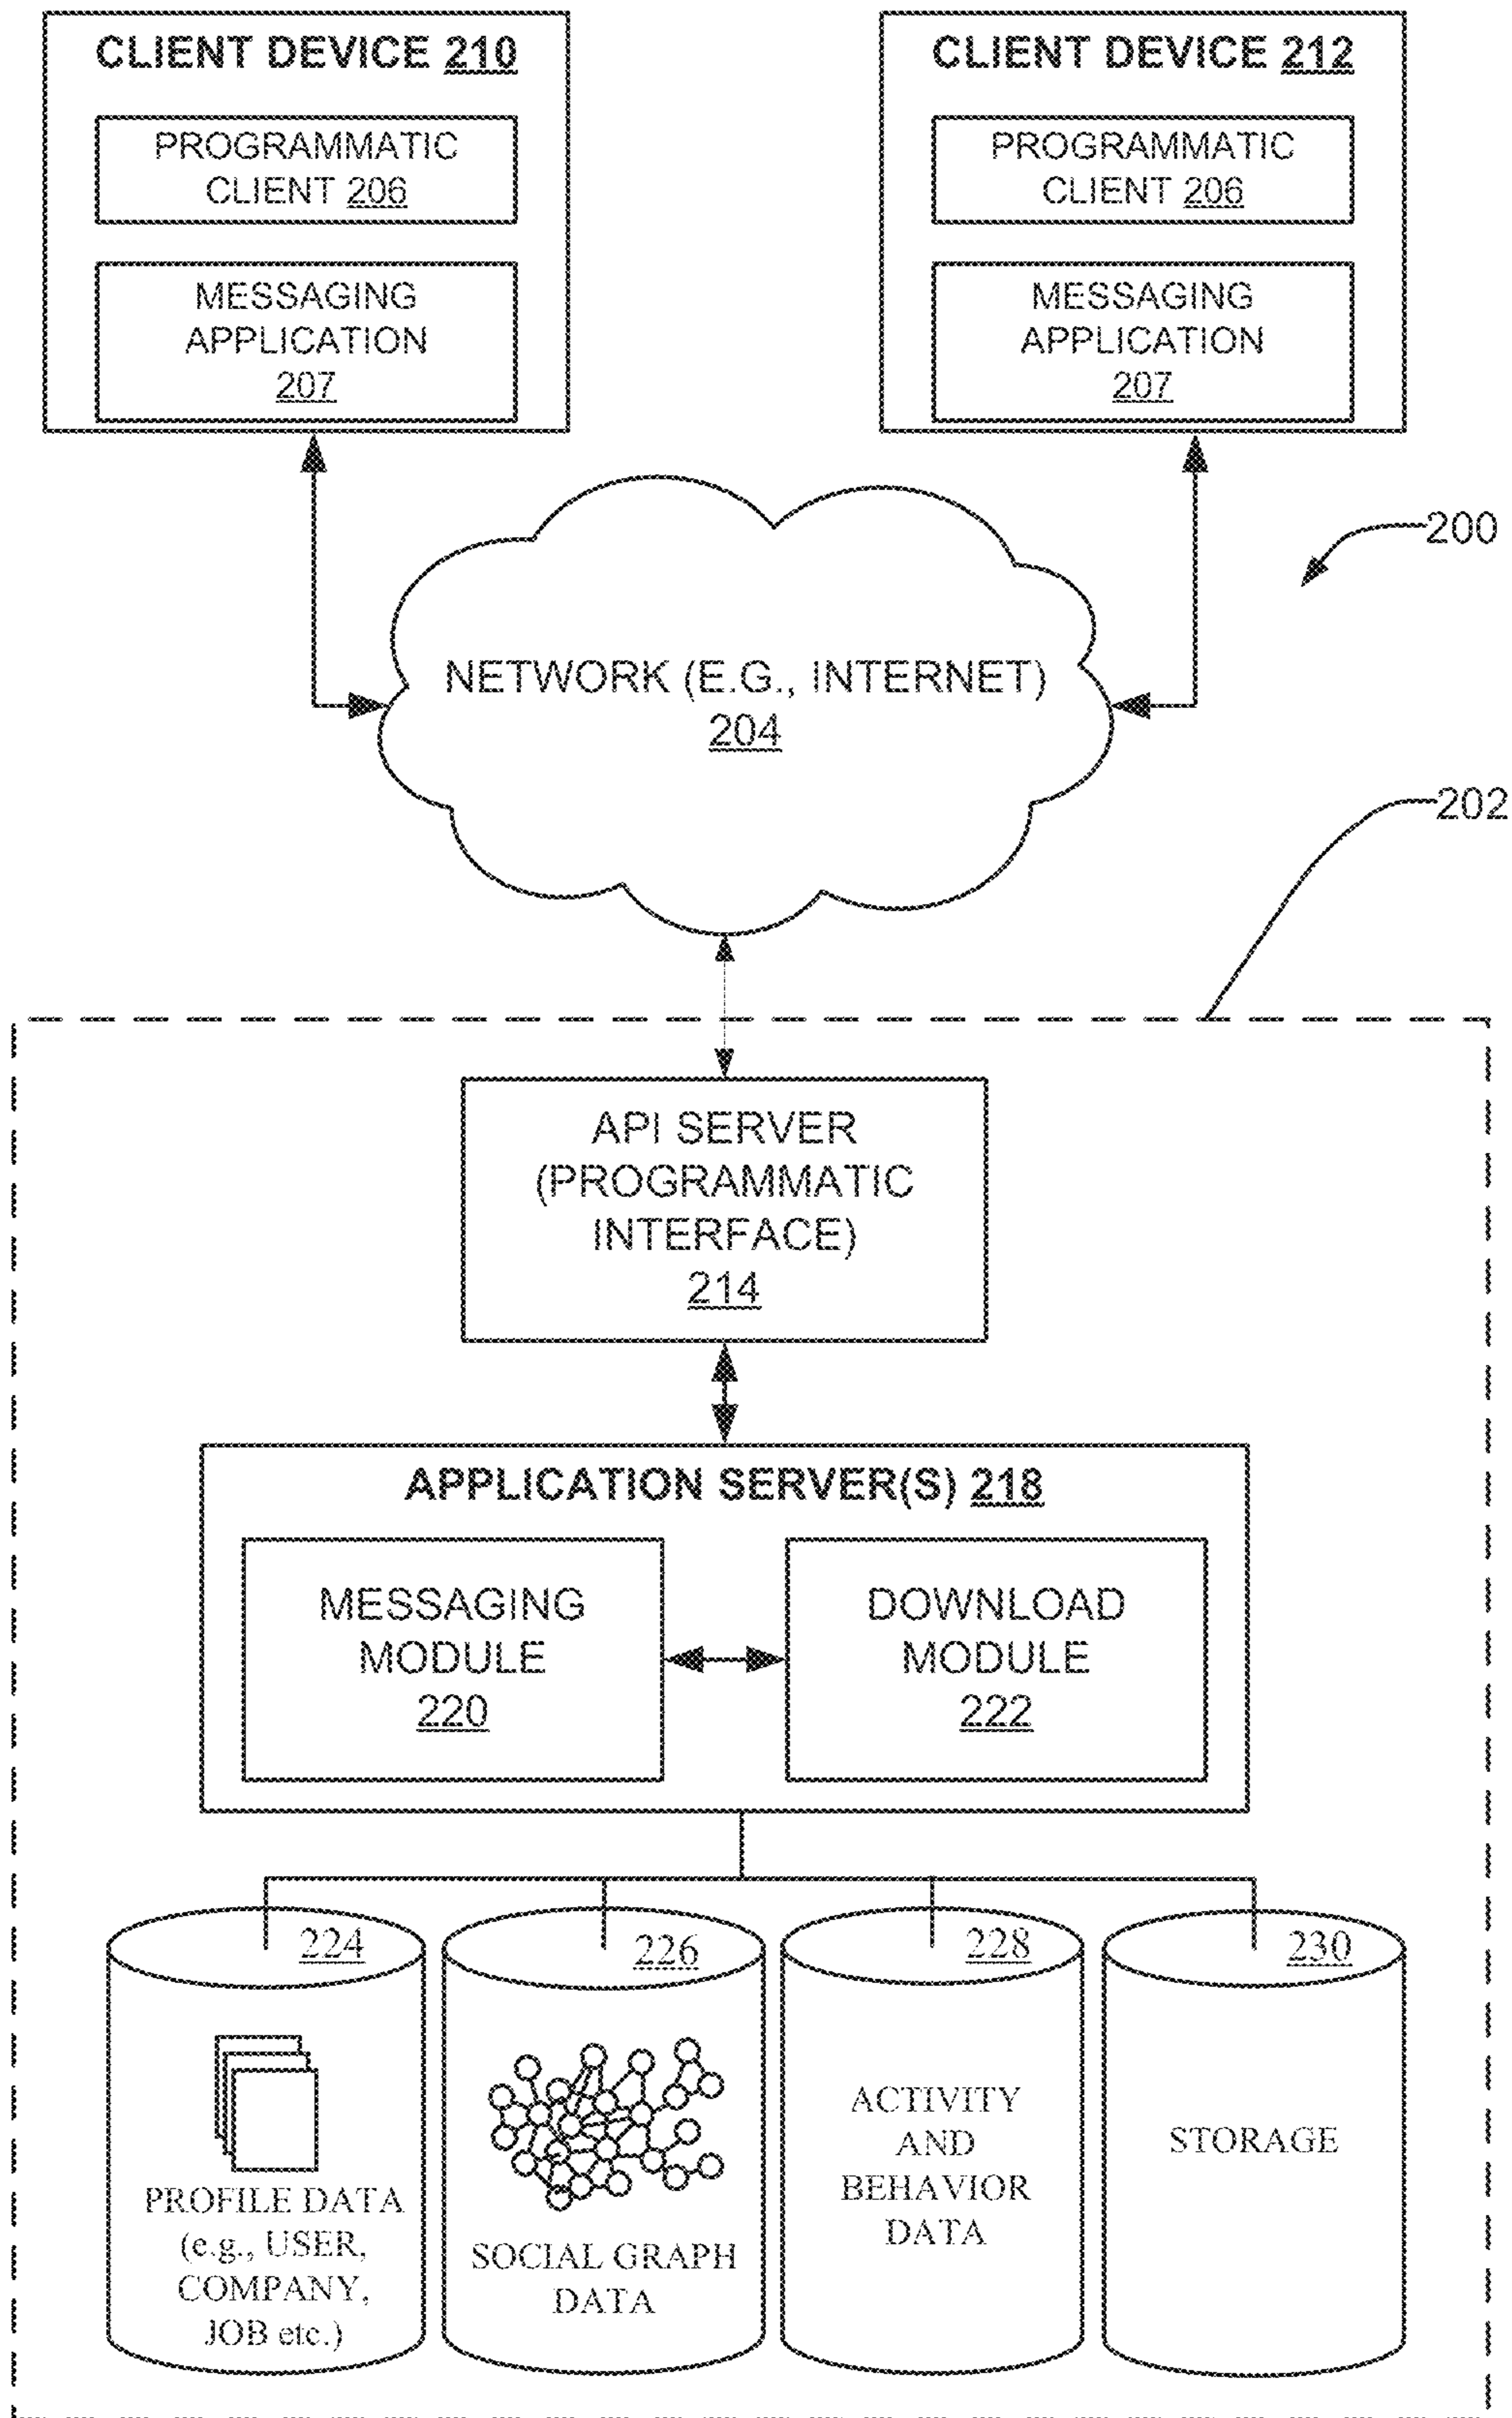 CLIENT DEVICE 210
PROGRAMMATIC
CLIENT 206
MESSAGING
APPLICATION
207
CLIENT DEVICE 212
PROGRAMMATIC
CLIENT 206
MESSAGING
APPLICATION
207
200
NETWORK (E.G., INTERNET)
204
202
API SERVER
(PROGRAMMATIC
INTERFACE)
214
APPLICATION SERVER(S) 218
MESSAGING
MODULE
220
DOWNLOAD
MODULE
222
224
PROFILE DATA
(e.g., USER,
COMPANY,
JOB etc.)
226
SOCIAL GRAPH
DATA
228
ACTIVITY
AND
BEHAVIOR
DATA
230
STORAGE